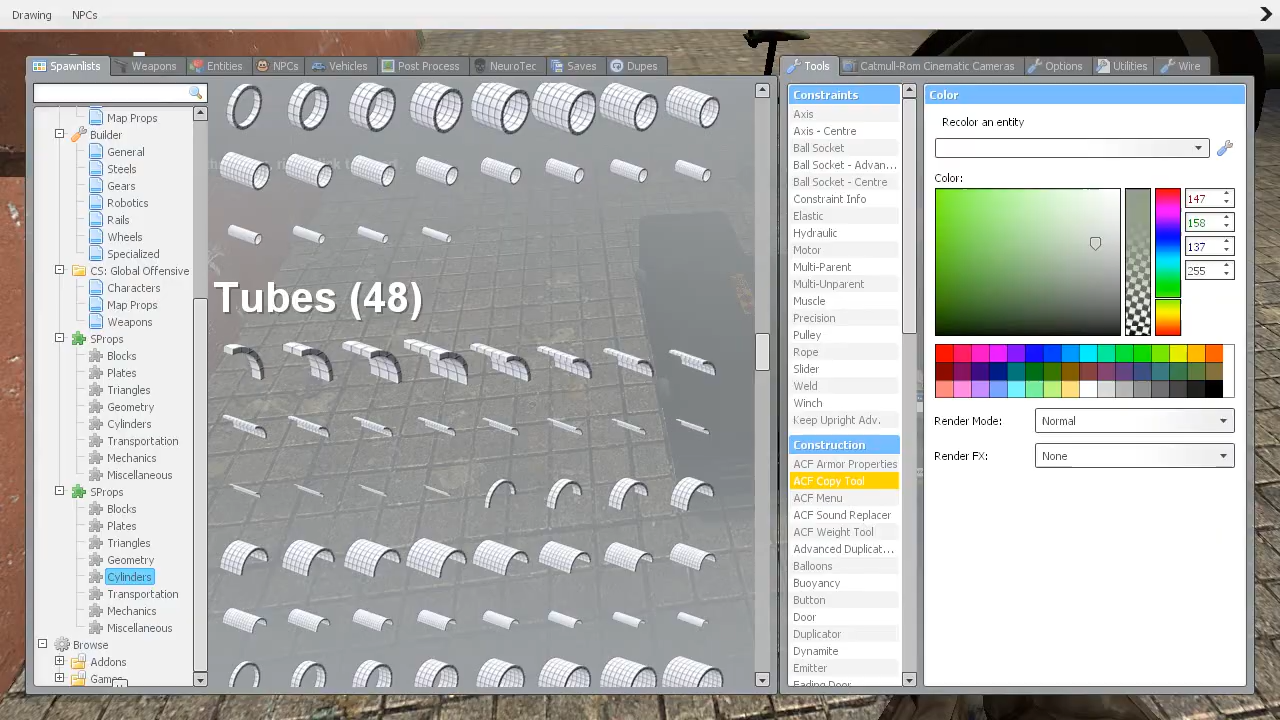 Drawing NPCs
Spawnlists Weapons Entities NPCs Vehicles Post Process NeuroTec Saves Dupes
Tools Catmull-Rom Cinematic Cameras Options Utilities Wire
Map Props
Builder
General
Steels
Gears
Robotics
Rails
Wheels
Specialized
CS: Global Offensive
Characters
Map Props
Weapons
SProps
Blocks
Plates
Triangles
Geometry
Cylinders
Transportation
Mechanics
Miscellaneous
SProps
Blocks
Plates
Triangles
Geometry
Cylinders
Transportation
Mechanics
Miscellaneous
Browse
Addons
Games
Tubes (48)
Constraints
Axis
Axis - Centre
Ball Socket
Ball Socket - Advan...
Ball Socket - Centre
Constraint Info
Elastic
Hydraulic
Motor
Multi-Parent
Multi-Unparent
Muscle
Precision
Pulley
Rope
Slider
Weld
Winch
Keep Upright Adv.
Construction
ACF Armor Properties
ACF Copy Tool
ACF Menu
ACF Sound Replacer
ACF Weight Tool
Advanced Duplicat...
Balloons
Buoyancy
Button
Door
Duplicator
Dynamite
Emitter
Fading Door
Color
Recolor an entity
Color:
147
158
137
255
Render Mode: Normal
Render FX: None